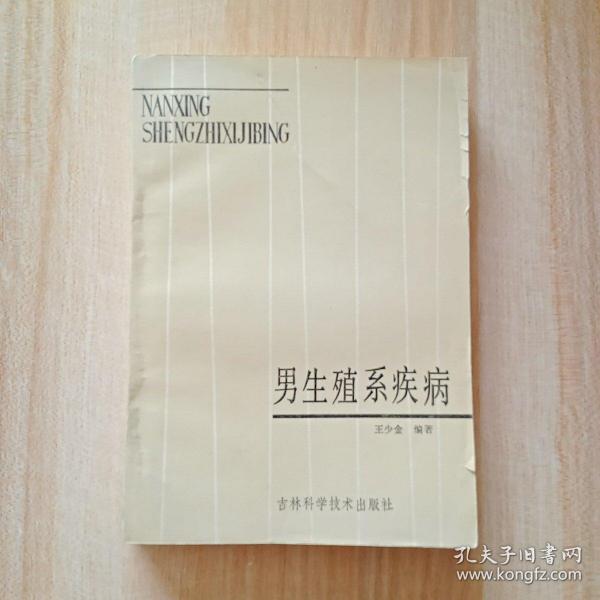 NANXING
SHENGZHIXIJIBING
男生殖系疾病
王少金 编著
吉林科学技术出版社
孔夫子旧书网
www.kongfz.com